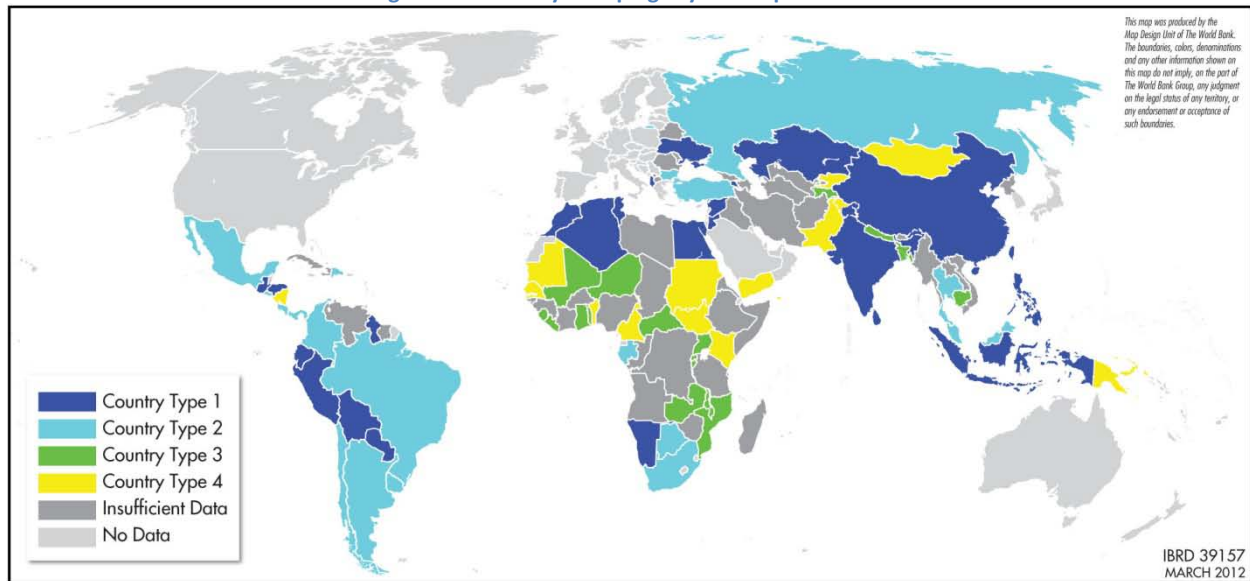 This map was produced by the
Map Design Unit of The World Bank.
The boundaries, colors, denominations
and any other information shown on
this map do not imply, on the part of
The World Bank Group, any judgment
on the legal status of any territory, or
any endorsement or acceptance of
such boundaries.
Country Type 1
Country Type 2
Country Type 3
Country Type 4
Insufficient Data
No Data
IBRD 39157
MARCH 2012